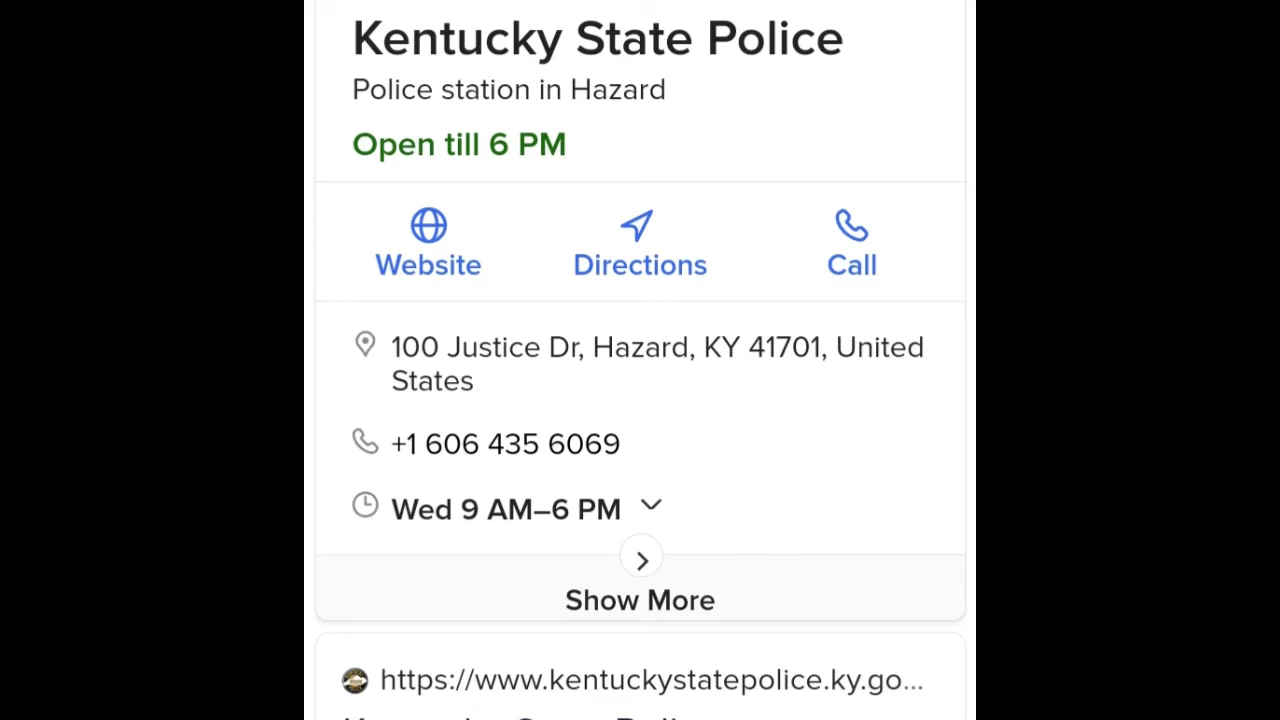 Kentucky State Police
Police station in Hazard
Open till 6 PM
Website
Directions
Call
100 Justice Dr, Hazard, KY 41701, United
States
+1 606 435 6069
Wed 9 AM–6 PM
Show More
https://www.kentuckystatepolice.ky.go...